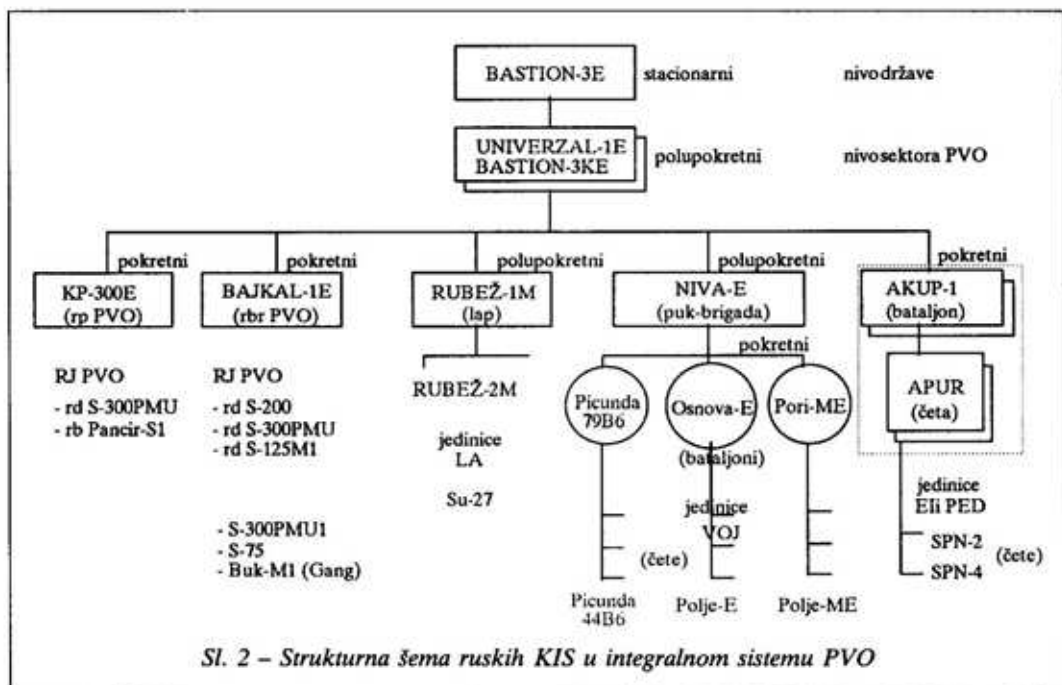 BASTION-3E stacionarni nivodržave
UNIVERZAL-1E
BASTION-3KE polupokretni nivosektora PVO
pokretni pokretni polupokretni polupokretni pokretni
KP-300E
(rp PVO)
BAJKAL-1E
(rbr PVO)
RUBEŽ-1M
(lap)
NIVA-E
(puk-brigada)
AKUP-1
(bataljon)
RJ PVO
- rd S-300PMU
- rb Pancir-S1
RJ PVO
- rd S-200
- rd S-300PMU
- rd S-125M1
- S-300PMU1
- S-75
- Buk-M1 (Gang)
RUBEŽ-2M
jedinice
LA
Su-27
pokretni
Picunda
79B6
Osnova-E
Pori-ME
(bataljoni)
jedinice
VOJ
(čete)
Picunda
44B6
Polje-E
Polje-ME
APUR
(četa)
jedinice
EIi PED
SPN-2
(čete)
SPN-4
Sl. 2 – Strukturna šema ruskih KIS u integralnom sistemu PVO